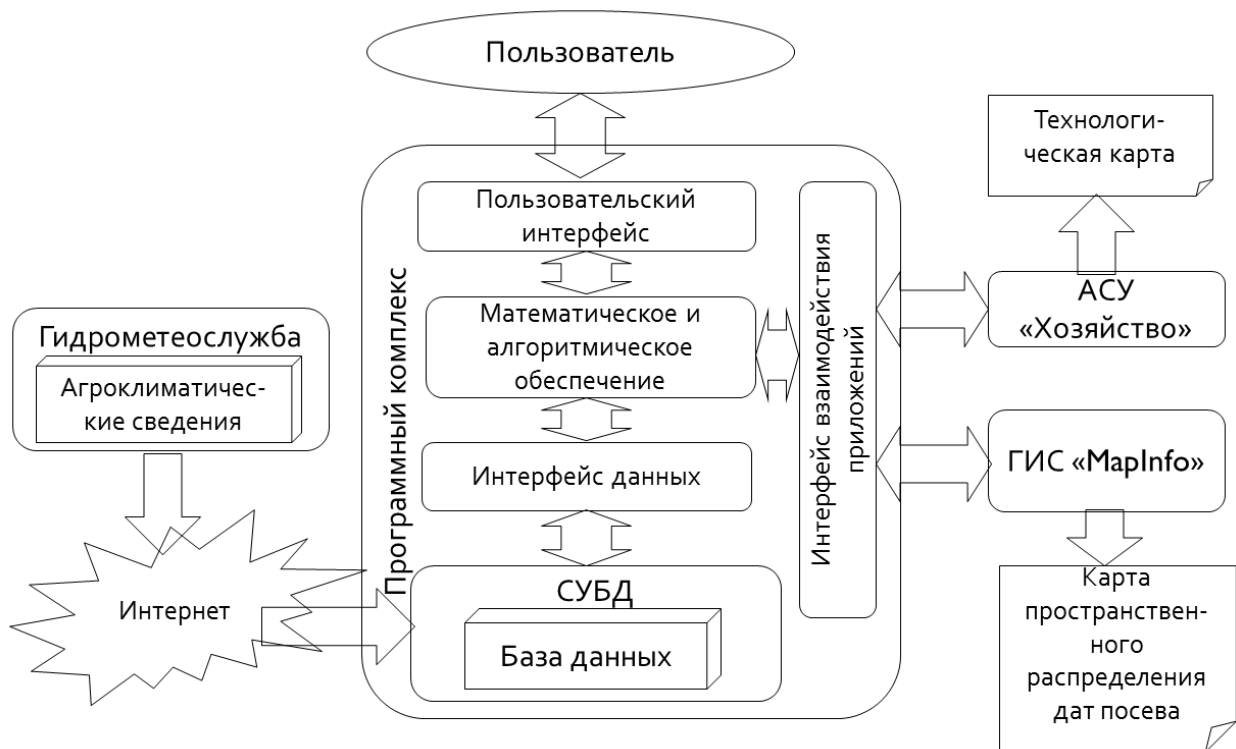 Пользователь
Технологи-
ческая карта
Пользовательский
интерфейс
Интерфейс взаимодействия
приложений
Программный комплекс
АСУ
«Хозяйство»
Математическое и
алгоритмическое
обеспечение
Гидрометеослужба
Агроклиматичес-
кие сведения
Интерфейс данных
ГИС «MapInfo»
Интернет
СУБД
База данных
Карта
пространствен-
ного
распределения
дат посева